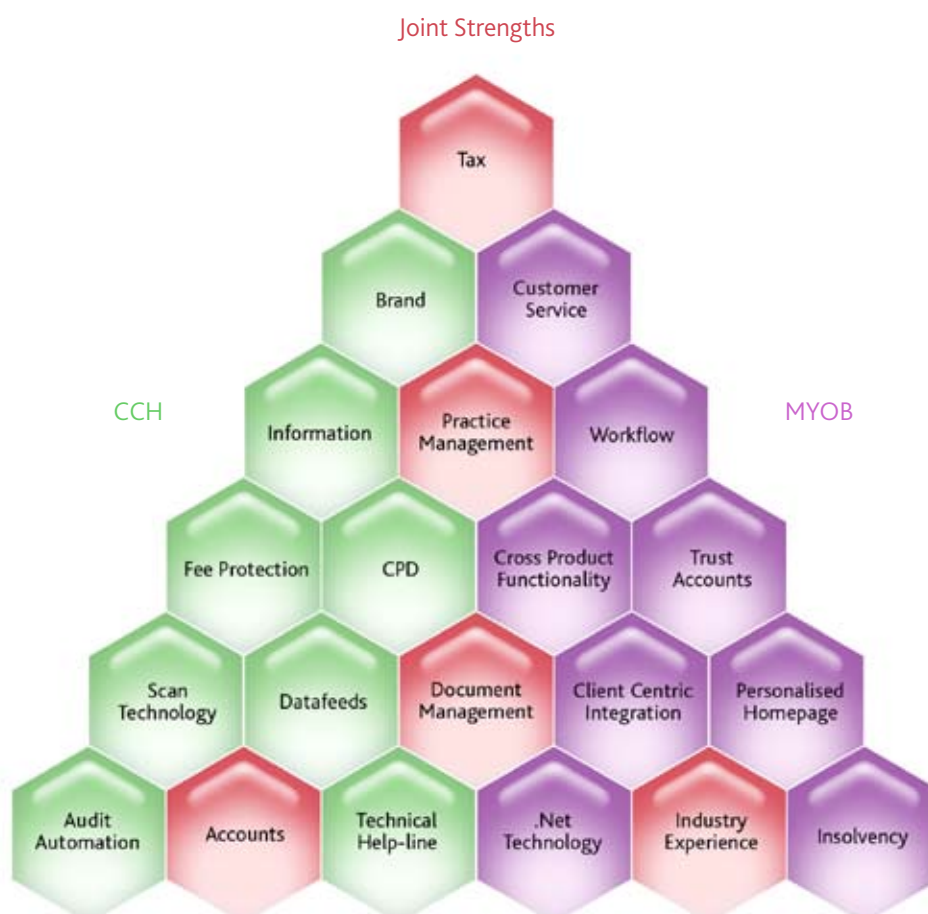 Joint Strengths
Tax
Brand
Customer
Service
CCH
MYOB
Information
Practice
Management
Workflow
Fee Protection
CPD
Cross Product
Functionality
Trust
Accounts
Scan
Technology
Datafeeds
Document
Management
Client Centric
Integration
Personalised
Homepage
Audit
Automation
Accounts
Technical
Help-line
.Net
Technology
Industry
Experience
Insolvency